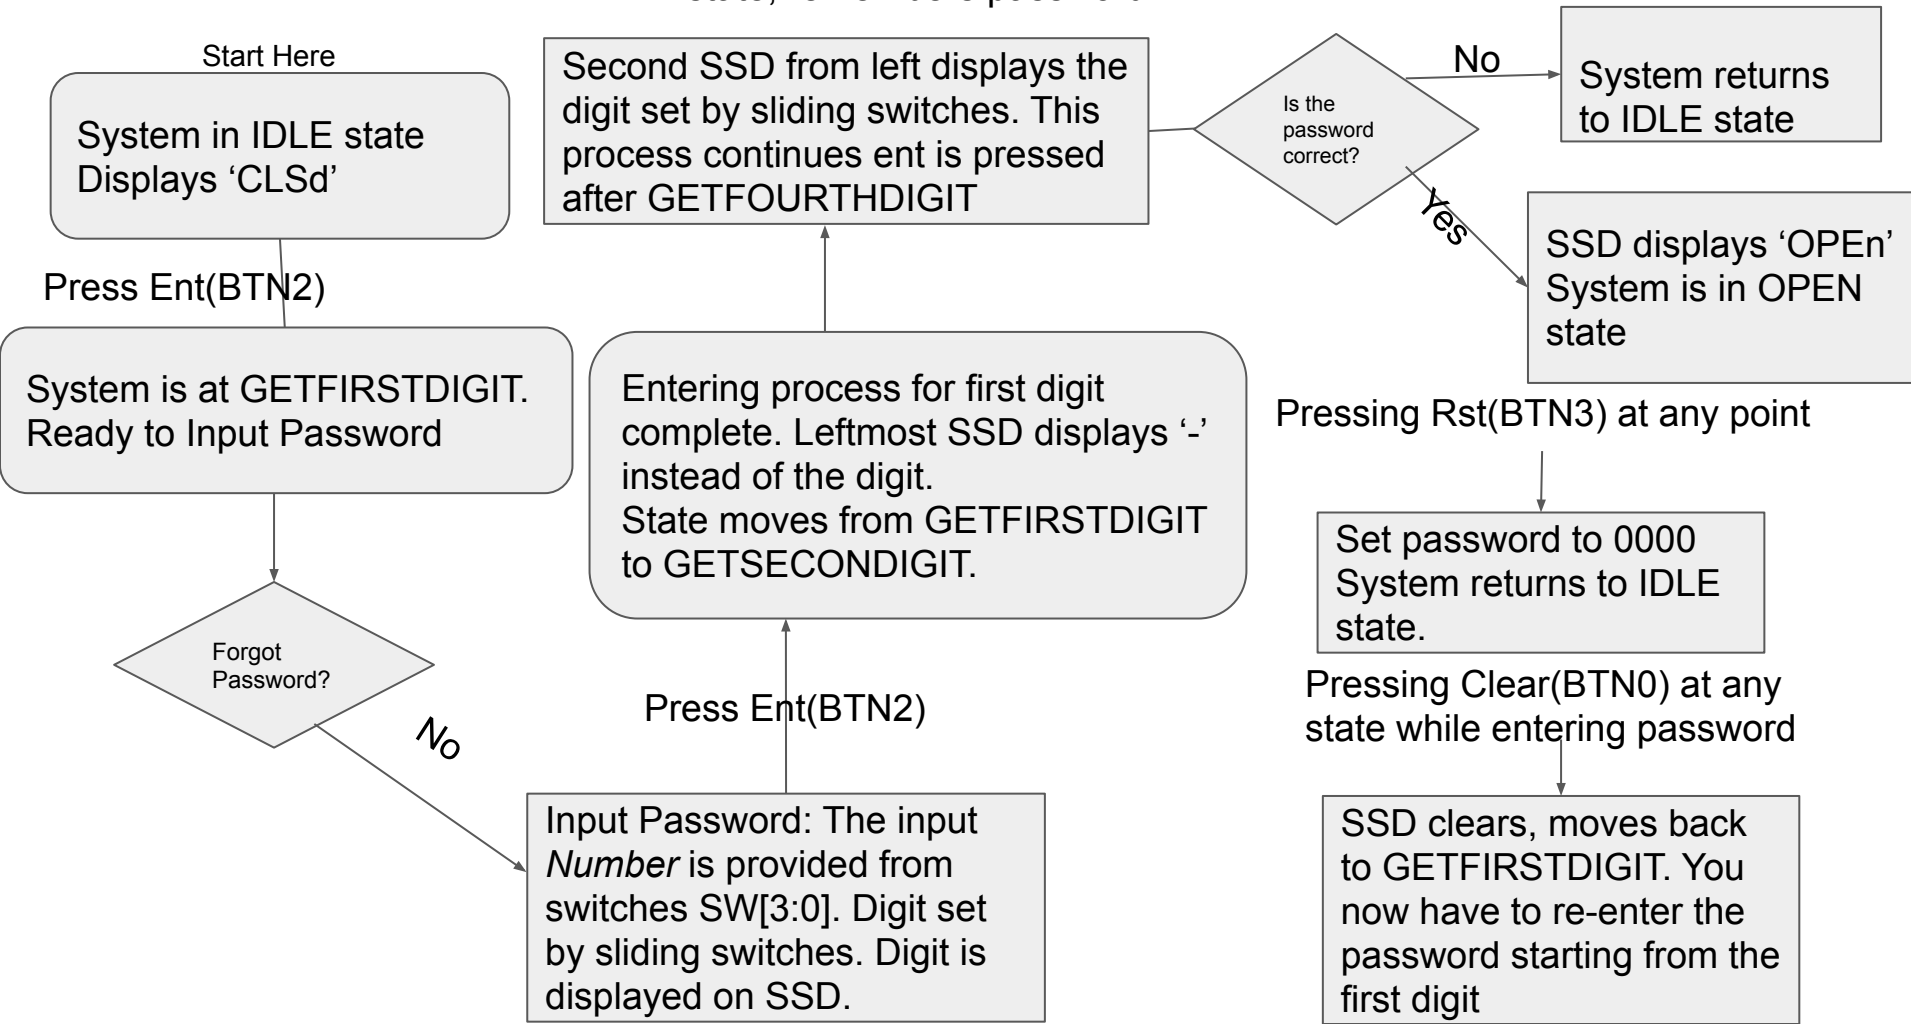 Start Here
System in IDLE state
Displays ‘CLSd’
Press Ent(BTN2)
System is at GETFIRSTDIGIT.
Ready to Input Password
Forgot
Password?
No
Input Password: The input
Number is provided from
switches SW[3:0]. Digit set
by sliding switches. Digit is
displayed on SSD.
Press Ent(BTN2)
Entering process for first digit
complete. Leftmost SSD displays ‘-’
instead of the digit.
State moves from GETFIRSTDIGIT
to GETSECONDIGIT.
Second SSD from left displays the
digit set by sliding switches. This
process continues ent is pressed
after GETFOURTHDIGIT
Is the
password
correct?
No
System returns
to IDLE state
Yes
SSD displays ‘OPEn’
System is in OPEN
state
Pressing Rst(BTN3) at any point
Set password to 0000
System returns to IDLE
state.
Pressing Clear(BTN0) at any
state while entering password
SSD clears, moves back
to GETFIRSTDIGIT. You
now have to re-enter the
password starting from the
first digit